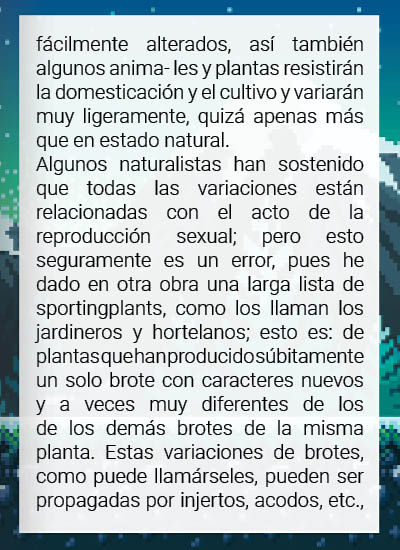 fácilmente alterados, así también
algunos anima- les y plantas resistirán
la domesticación y el cultivo y variarán
muy ligeramente, quizá apenas más
que en estado natural.
Algunos naturalistas han sostenido
que todas las variaciones están
relacionadas con el acto de la
reproducción sexual; pero esto
seguramente es un error, pues he
dado en otra obra una larga lista de
sportingplants, como los llaman los
jardineros y hortelanos; esto es: de
plantasquehanproducidosúbitamente
un solo brote con caracteres nuevos
y a veces muy diferentes de los
de los demás brotes de la misma
planta. Estas variaciones de brotes,
como puede llamárseles, pueden ser
propagadas por injertos, acodos, etc.,